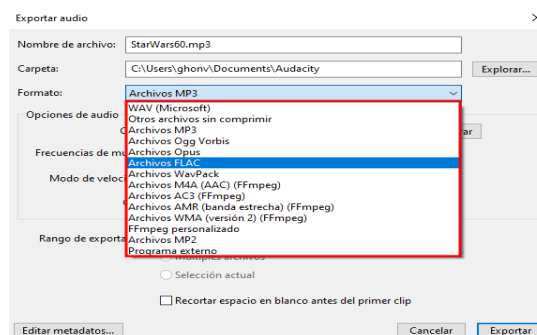 Exportar audio
Nombre de archivo: StarWars60.mp3
Carpeta: C:\Users\ghonv\Documents\Audacity Explorar...
Formato: Archivos MP3
WAV (Microsoft)
Opciones de audio
Otros archivos sin comprimir
Archivos MP3
Archivos Ogg Vorbis
Archivos Opus
Archivos FLAC
Archivos WavPack
Archivos M4A (AAC) (FFmpeg)
Archivos AC3 (FFmpeg)
Archivos AMR (banda estrecha) (FFmpeg)
Archivos WMA (versión 2) (FFmpeg)
FFmpeg personalizado
Archivos MP2
Programa externo
Frecuencias de mu
Modo de veloci
Rango de exporta
Múltiples archivos
Selección actual
Recortar espacio en blanco antes del primer clip
Editar metadatos... Cancelar Exportar